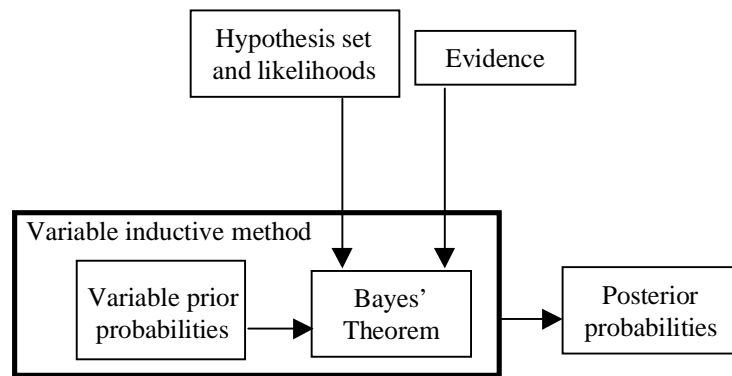 Hypothesis set
and likelihoods
Evidence
Variable inductive method
Variable prior
probabilities
Bayes’
Theorem
Posterior
probabilities